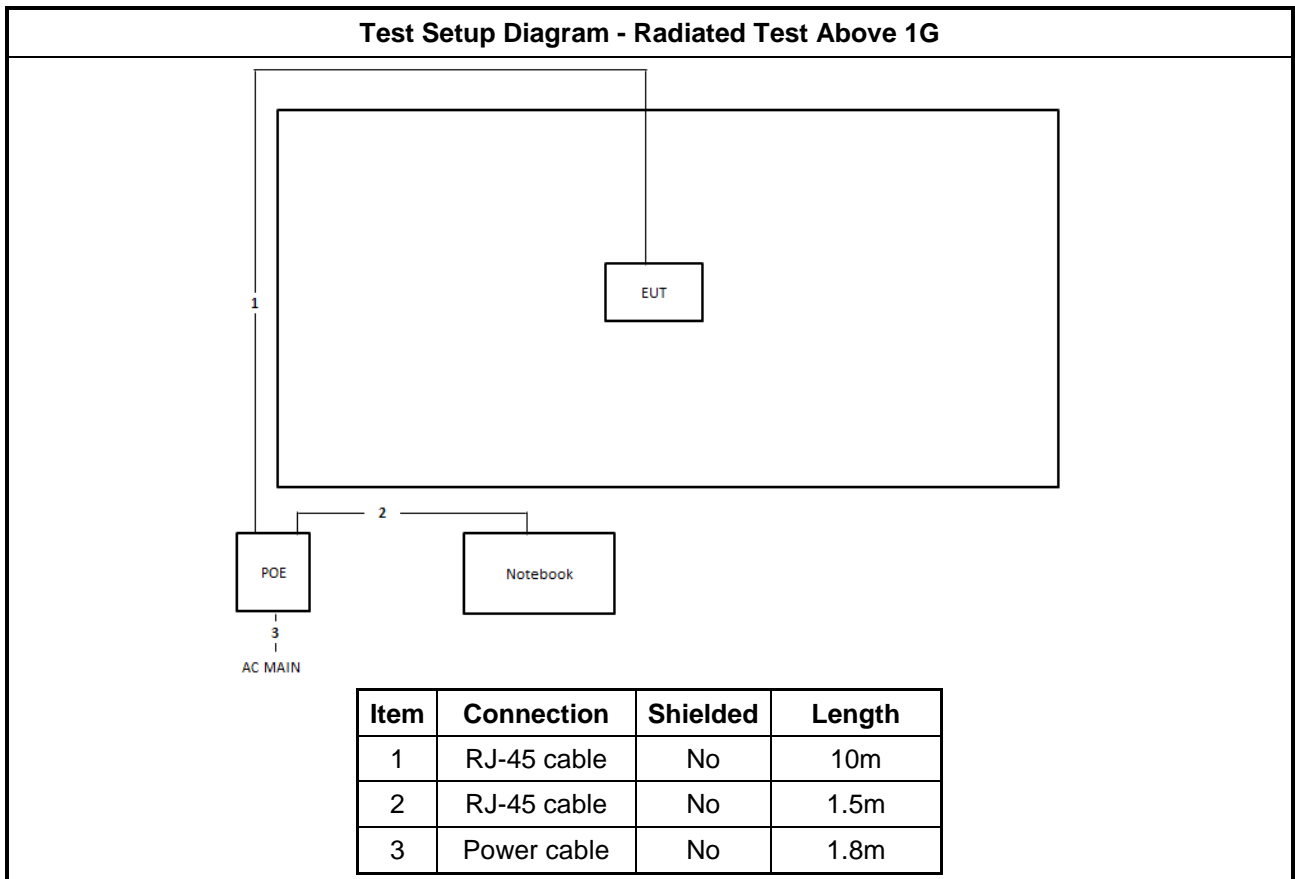 Test Setup Diagram - Radiated Test Above 1G
EUT
1
2
POE
Notebook
3
AC MAIN
Item Connection Shielded Length
1 RJ-45 cable No 10m
2 RJ-45 cable No 1.5m
3 Power cable No 1.8m